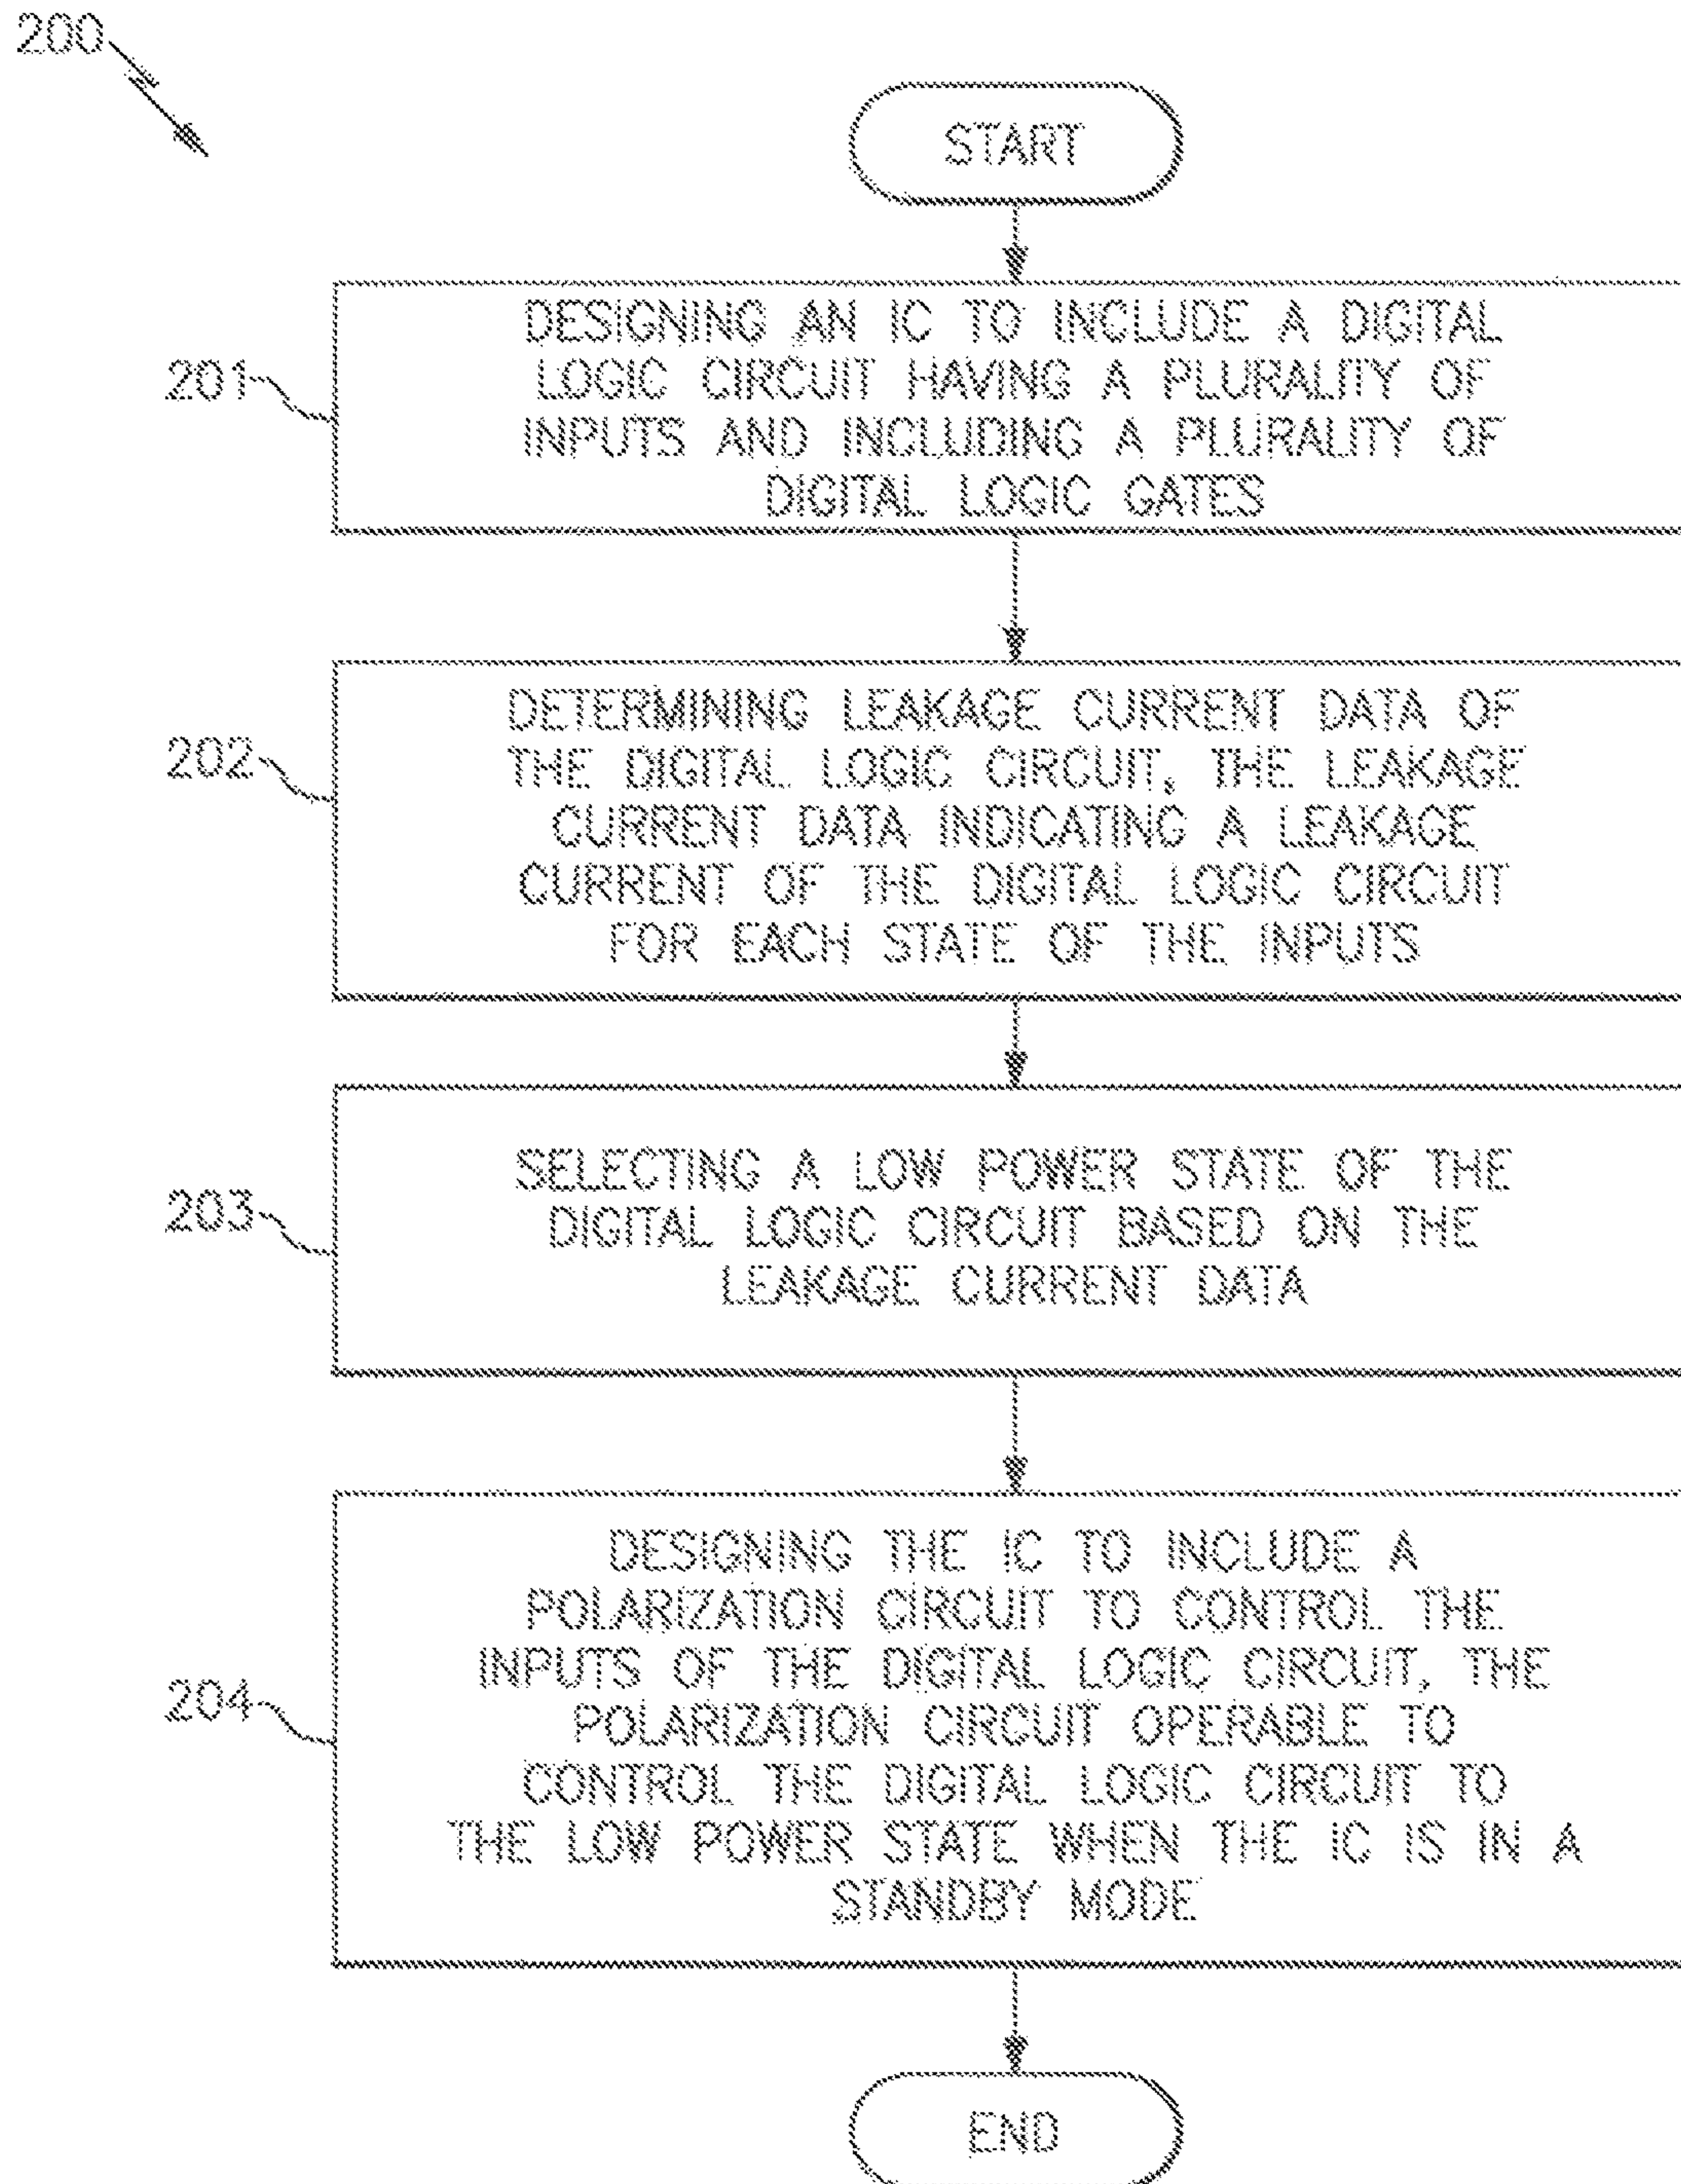 200
START
201
DESIGNING AN IC TO INCLUDE A DIGITAL
LOGIC CIRCUIT HAVING A PLURALITY OF
INPUTS AND INCLUDING A PLURALITY OF
DIGITAL LOGIC GATES
202
DETERMINING LEAKAGE CURRENT DATA OF
THE DIGITAL LOGIC CIRCUIT, THE LEAKAGE
CURRENT DATA INDICATING A LEAKAGE
CURRENT OF THE DIGITAL LOGIC CIRCUIT
FOR EACH STATE OF THE INPUTS
203
SELECTING A LOW POWER STATE OF THE
DIGITAL LOGIC CIRCUIT BASED ON THE
LEAKAGE CURRENT DATA
204
DESIGNING THE IC TO INCLUDE A
POLARIZATION CIRCUIT TO CONTROL THE
INPUTS OF THE DIGITAL LOGIC CIRCUIT, THE
POLARIZATION CIRCUIT OPERABLE TO
CONTROL THE DIGITAL LOGIC CIRCUIT TO
THE LOW POWER STATE WHEN THE IC IS IN A
STANDBY MODE
END